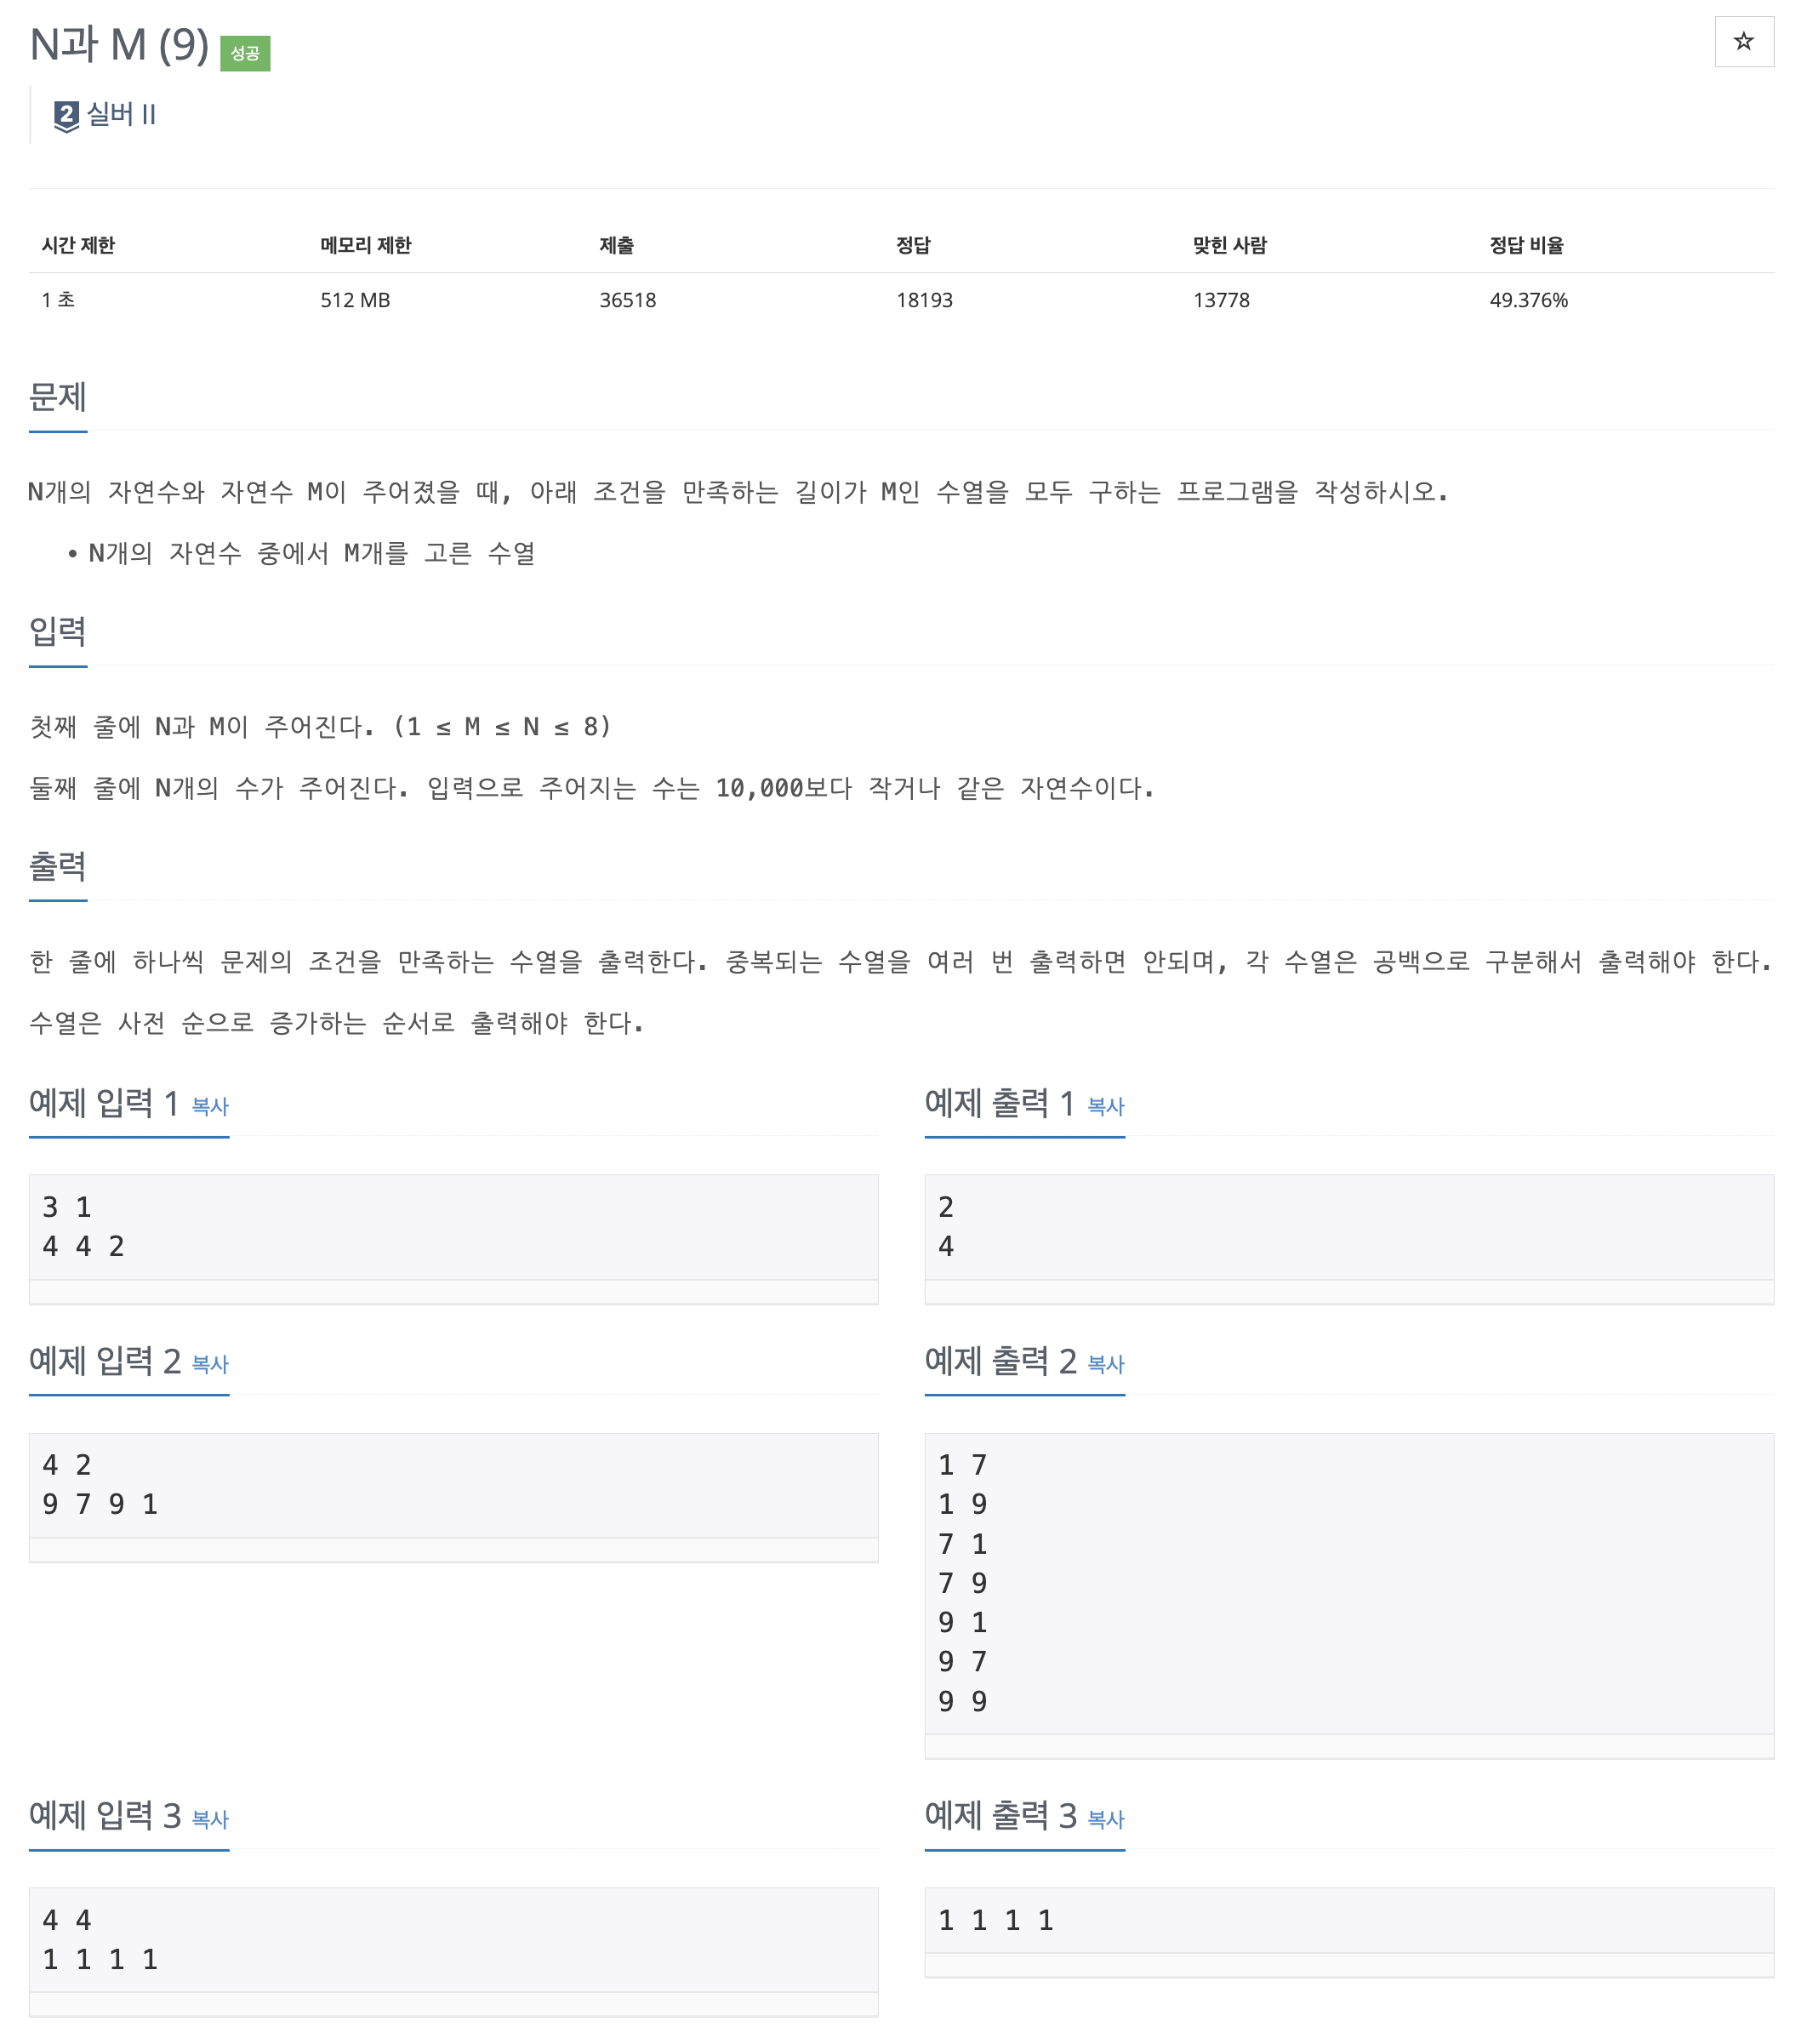 N과 M (9) 성공
☆
2 실버 II
시간 제한 메모리 제한 제출 정답 맞힌 사람 정답 비율
1 초 512 MB 36518 18193 13778 49.376%
문제
N개의 자연수와 자연수 M이 주어졌을 때, 아래 조건을 만족하는 길이가 M인 수열을 모두 구하는 프로그램을 작성하시오.
• N개의 자연수 중에서 M개를 고른 수열
입력
첫째 줄에 N과 M이 주어진다. (1 ≤ M ≤ N ≤ 8)
둘째 줄에 N개의 수가 주어진다. 입력으로 주어지는 수는 10,000보다 작거나 같은 자연수이다.
출력
한 줄에 하나씩 문제의 조건을 만족하는 수열을 출력한다. 중복되는 수열을 여러 번 출력하면 안되며, 각 수열은 공백으로 구분해서 출력해야 한다.
수열은 사전 순으로 증가하는 순서로 출력해야 한다.
예제 입력 1 복사
3 1
4 4 2
예제 출력 1 복사
2
4
예제 입력 2 복사
4 2
9 7 9 1
예제 출력 2 복사
1 7
1 9
7 1
7 9
9 1
9 7
9 9
예제 입력 3 복사
4 4
1 1 1 1
예제 출력 3 복사
1 1 1 1